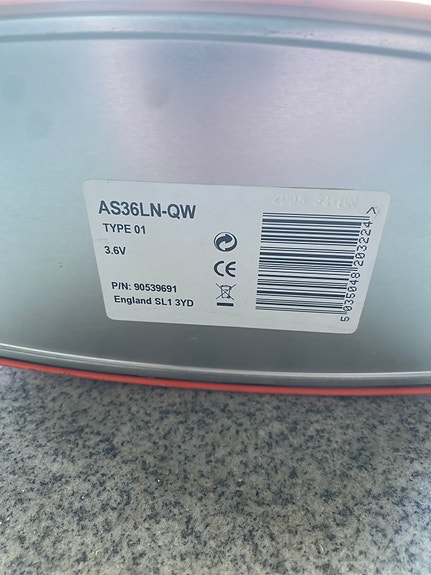 AS36LN-QW
TYPE 01
3.6V
P/N: 90539691
England SL1 3YD
5 035048 203224 >